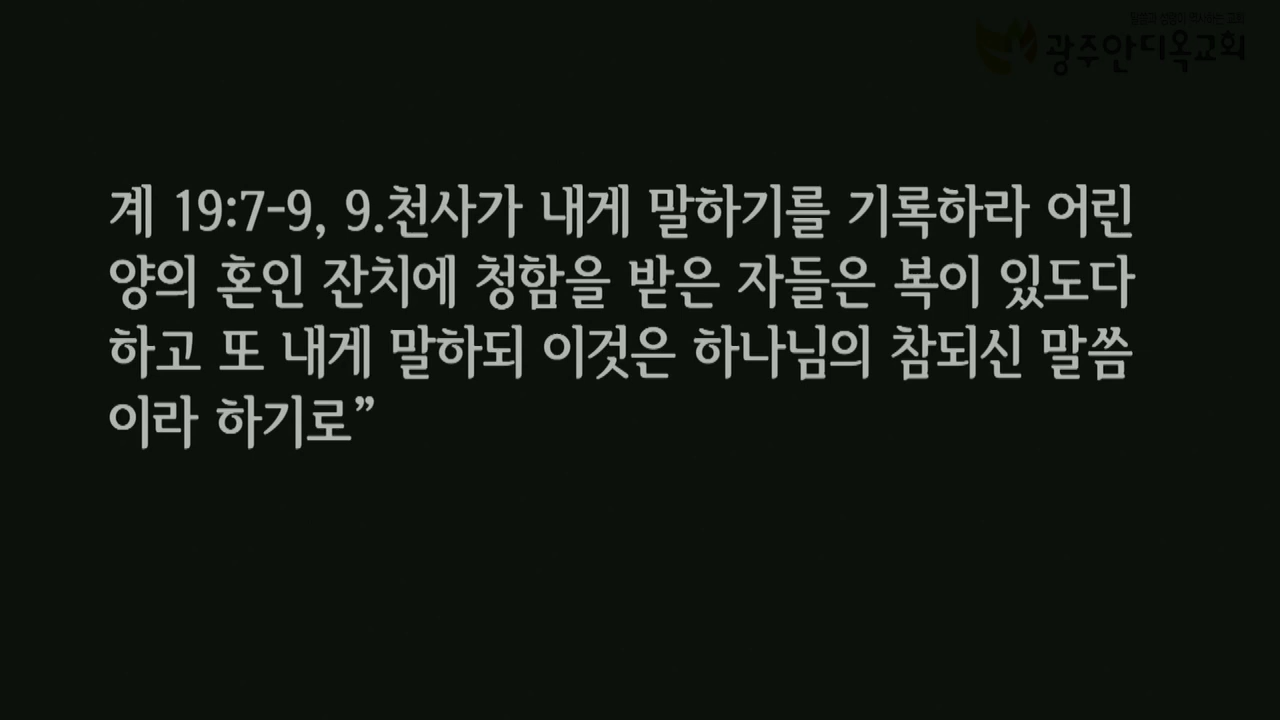 광주안디옥교회
계 19:7-9, 9.천사가 내게 말하기를 기록하라 어린
양의 혼인 잔치에 청함을 받은 자들은 복이 있도다
하고 또 내게 말하되 이것은 하나님의 참되신 말씀
이라 하기로”